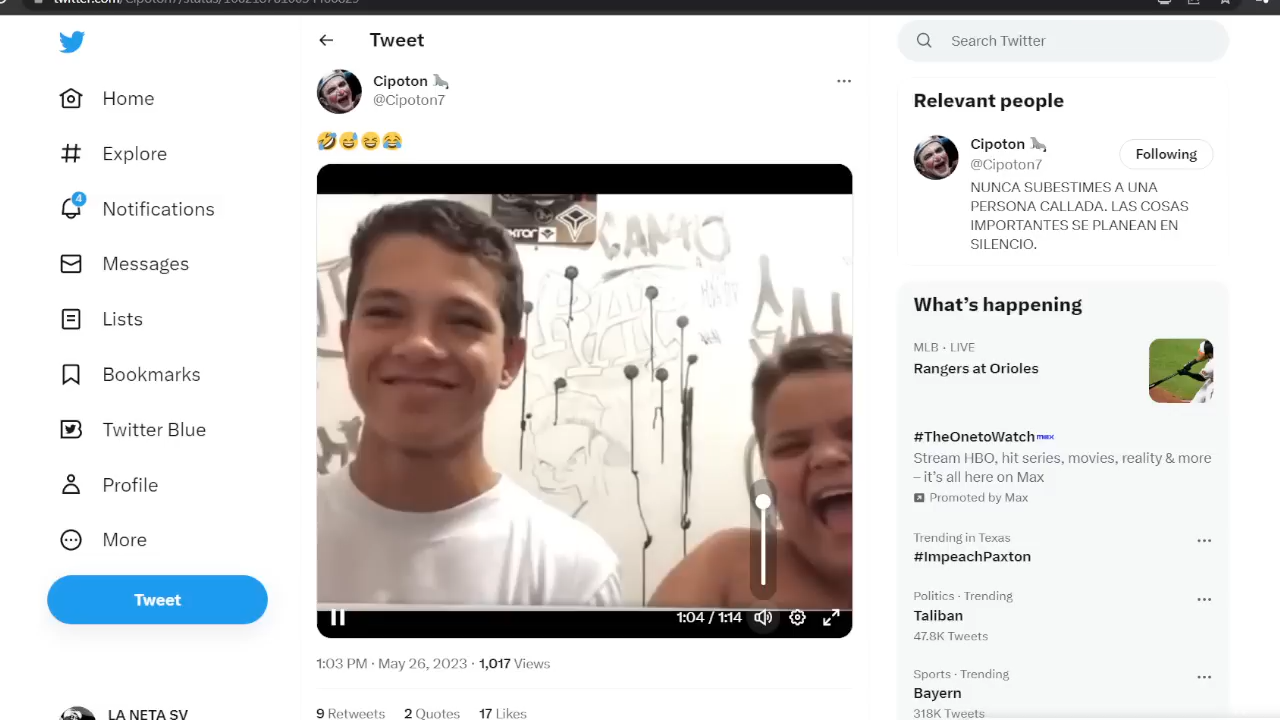 Tweet
Cipoton
@Cipoton7
Home
Explore
4
Notifications
Messages
Lists
Bookmarks
Twitter Blue
Profile
More
Tweet
LA NETA SV
1:04 / 1:14
1:03 PM · May 26, 2023 · 1,017 Views
9 Retweets 2 Quotes 17 Likes
Search Twitter
Relevant people
Cipoton
@Cipoton7
Following
NUNCA SUBESTIMES A UNA
PERSONA CALLADA. LAS COSAS
IMPORTANTES SE PLANEAN EN
SILENCIO.
What's happening
MLB · LIVE
Rangers at Orioles
#TheOnetoWatch max
Stream HBO, hit series, movies, reality & more
– it's all here on Max
Promoted by Max
Trending in Texas
#ImpeachPaxton
Politics · Trending
Taliban
47.8K Tweets
Sports · Trending
Bayern
318K Tweets